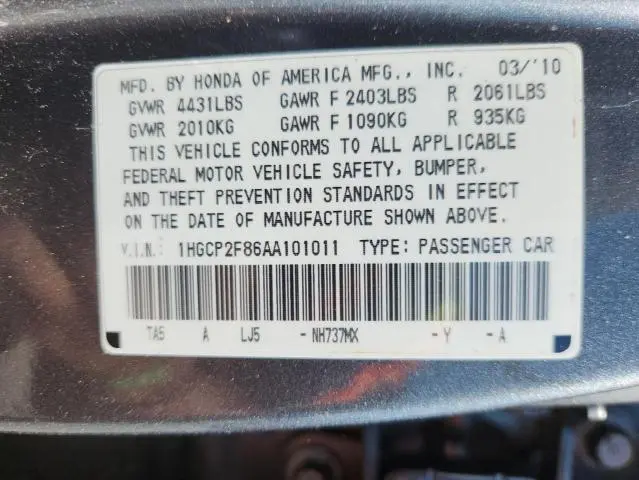 MFD. BY HONDA OF AMERICA MFG., INC. 03/'10
GVWR 4431LBS GAWR F 2403LBS R 2061LBS
GVWR 2010KG GAWR F 1090KG R 935KG
THIS VEHICLE CONFORMS TO ALL APPLICABLE
FEDERAL MOTOR VEHICLE SAFETY, BUMPER,
AND THEFT PREVENTION STANDARDS IN EFFECT
ON THE DATE OF MANUFACTURE SHOWN ABOVE.
V.I.N.: 1HGCP2F86AA101011 TYPE: PASSENGER CAR
TA5 A LJ5 - NH737MX - Y - A